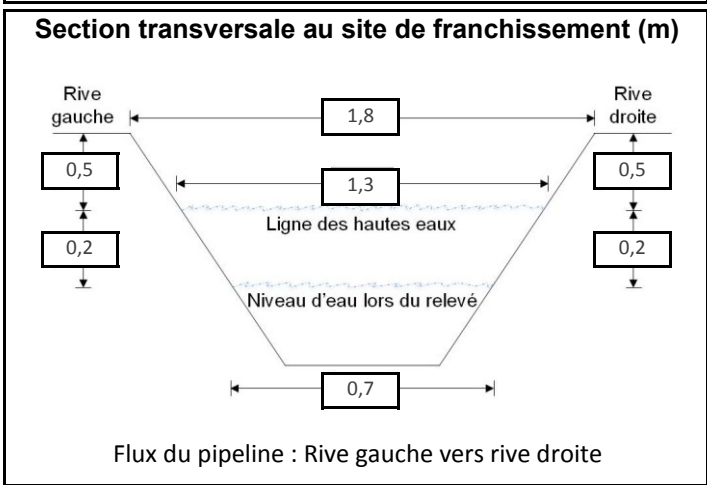 Section transversale au site de franchissement (m)
Rive
gauche
Rive
droite
1,8
0,5
0,5
1,3
Ligne des hautes eaux
0,2
0,2
Niveau d'eau lors du relevé
0,7
Flux du pipeline : Rive gauche vers rive droite